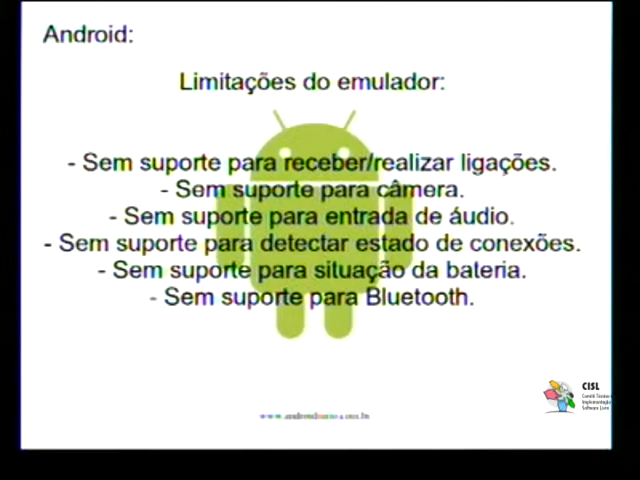 Android:
Limitações do emulador:
- Sem suporte para receber/realizar ligações.
- Sem suporte para câmera.
- Sem suporte para entrada de áudio.
- Sem suporte para detectar estado de conexões.
- Sem suporte para situação da bateria.
- Sem suporte para Bluetooth.
CISL
Software Livre